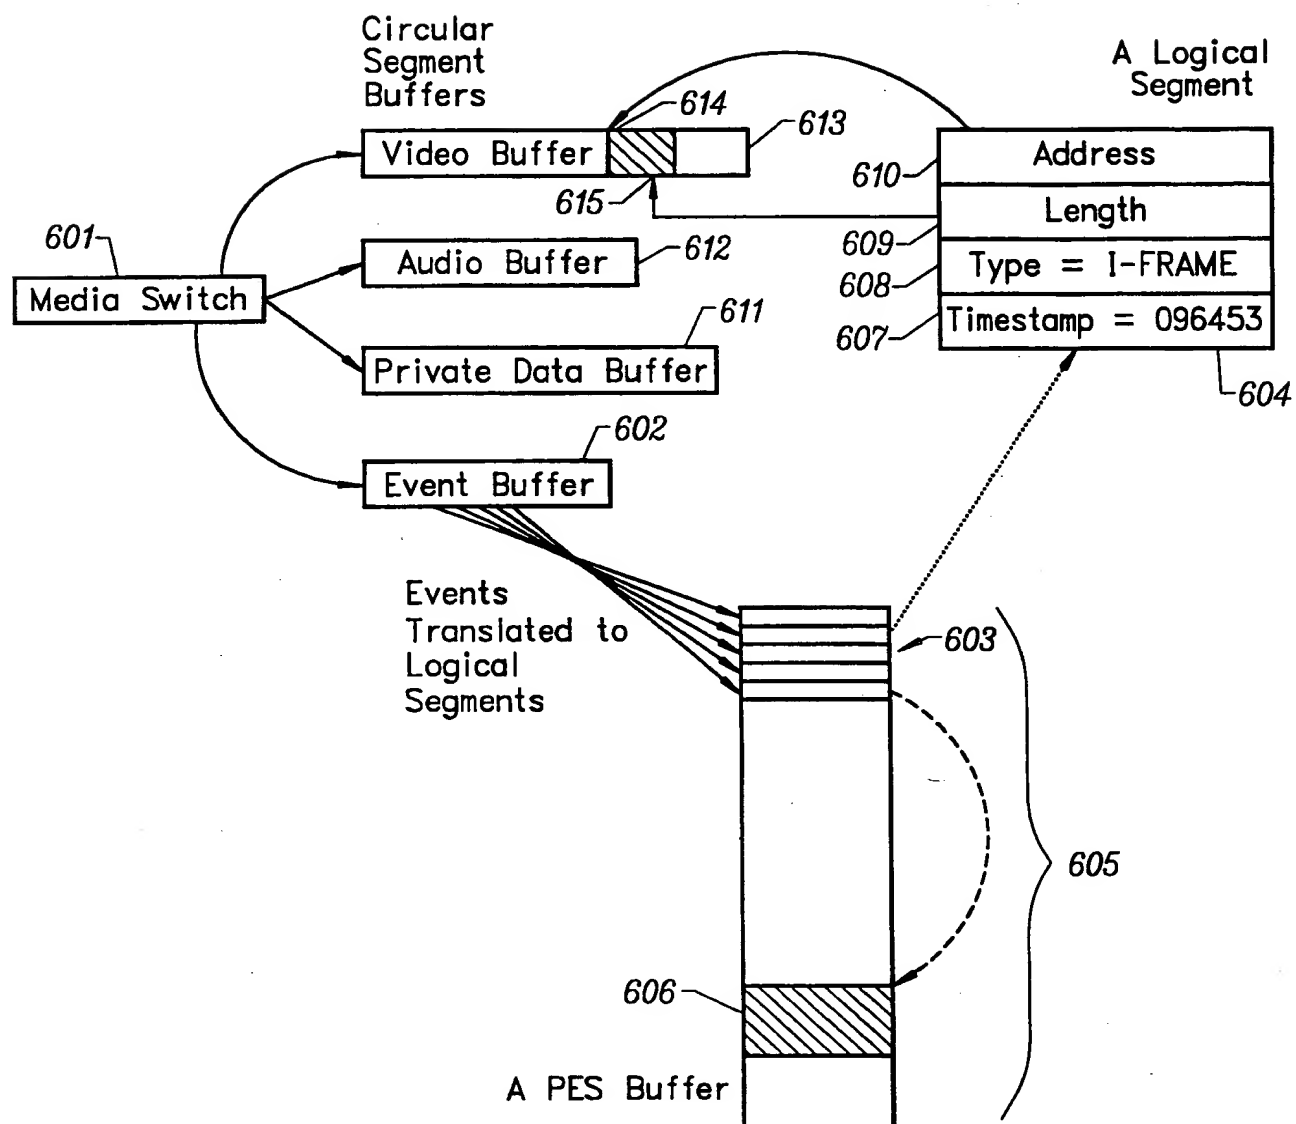 Circular
Segment
Buffers
A Logical
Segment
614
613
Video Buffer
Address
610
615
Length
609
601
612
Audio Buffer
Type = I-FRAME
608
Media Switch
611
Timestamp = 096453
607
Private Data Buffer
604
602
Event Buffer
Events
Translated to
Logical
Segments
603
605
606
A PES Buffer